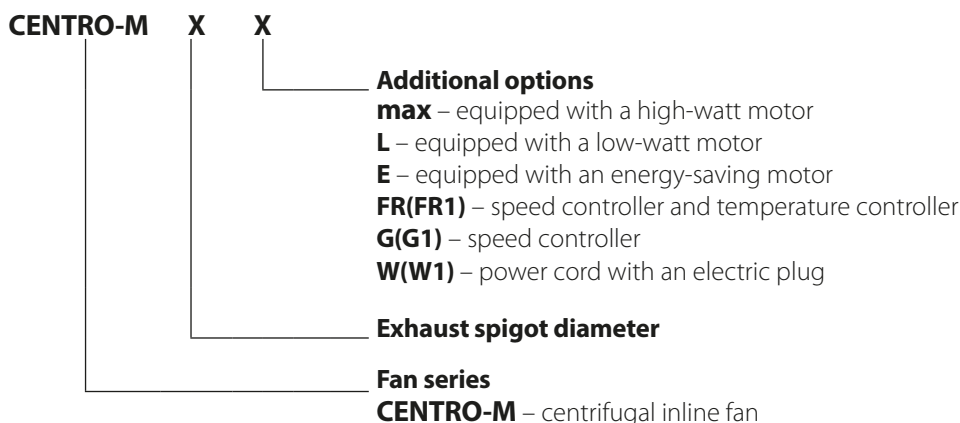 CENTRO-M X X
Additional options
max – equipped with a high-watt motor
L – equipped with a low-watt motor
E – equipped with an energy-saving motor
FR(FR1) – speed controller and temperature controller
G(G1) – speed controller
W(W1) – power cord with an electric plug
Exhaust spigot diameter
Fan series
CENTRO-M – centrifugal inline fan